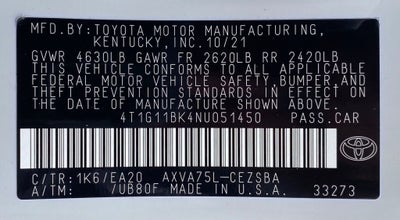 MFD.BY:TOYOTA MOTOR MANUFACTURING,
KENTUCKY,INC.10/21
GVWR 4630LB GAWR FR 2620LB RR 2420LB
THIS VEHICLE CONFORMS TO ALL APPLICABLE
FEDERAL MOTOR VEHICLE SAFETY,BUMPER,AND
THEFT PREVENTION STANDARDS IN EFFECT ON
THE DATE OF MANUFACTURE SHOWN ABOVE.
4T1G11BK4NU051450 PASS.CAR
C/TR:1K6/EA20 AXVA75L-CEZSBA
A/TM: /UB80F MADE IN U.S.A. 33273
TOYOTA